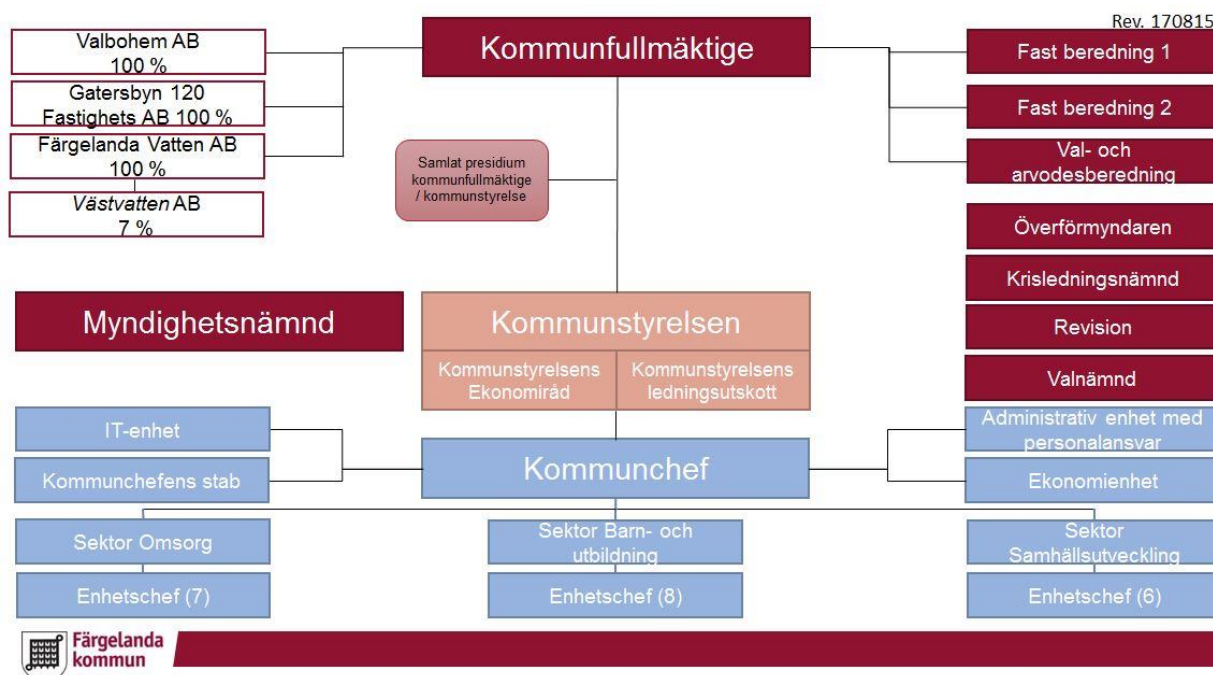 Rev. 170815
Valbohem AB
100 %
Gatersbyn 120
Fastighets AB 100 %
Färgelanda Vatten AB
100 %
Västvatten AB
7 %
Kommunfullmäktige
Samlat presidium
kommunfullmäktige
/ kommunstyrelse
Fast beredning 1
Fast beredning 2
Val- och
arvodesberedning
Överförmyndaren
Krisledningsnämnd
Revision
Valnämnd
Myndighetsnämnd
Kommunstyrelsen
Kommunstyrelsens
Ekonomiråd
Kommunstyrelsens
ledningsutskott
IT-enhet
Kommunchefens stab
Kommunchef
Administrativ enhet med
personalansvar
Ekonomienhet
Sektor Omsorg
Enhetschef (7)
Sektor Barn- och
utbildning
Enhetschef (8)
Sektor
Samhällsutveckling
Enhetschef (6)
Färgelanda
kommun